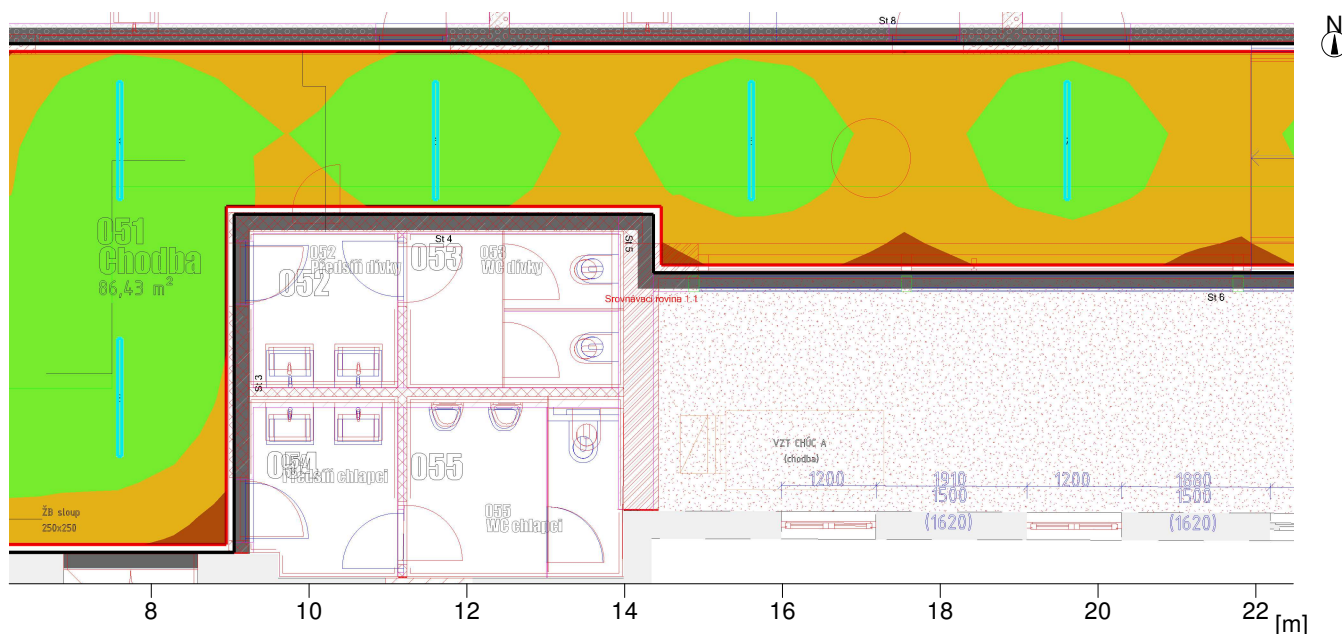 St 8
N
051
Chodba
86,43 m²
052
Předsíň dívky
052
St 4
053
053
WC dívky
St 5
Srovnávací rovina 1.1
St 6
St 3
054
Předsíň chlapci
055
055
WC chlapci
VZT CHÚC A
(chodba)
1200
1910
1500
(1620)
1200
1880
1500
(1620)
ŽB sloup
250x250
8
10
12
14
16
18
20
22
[m]